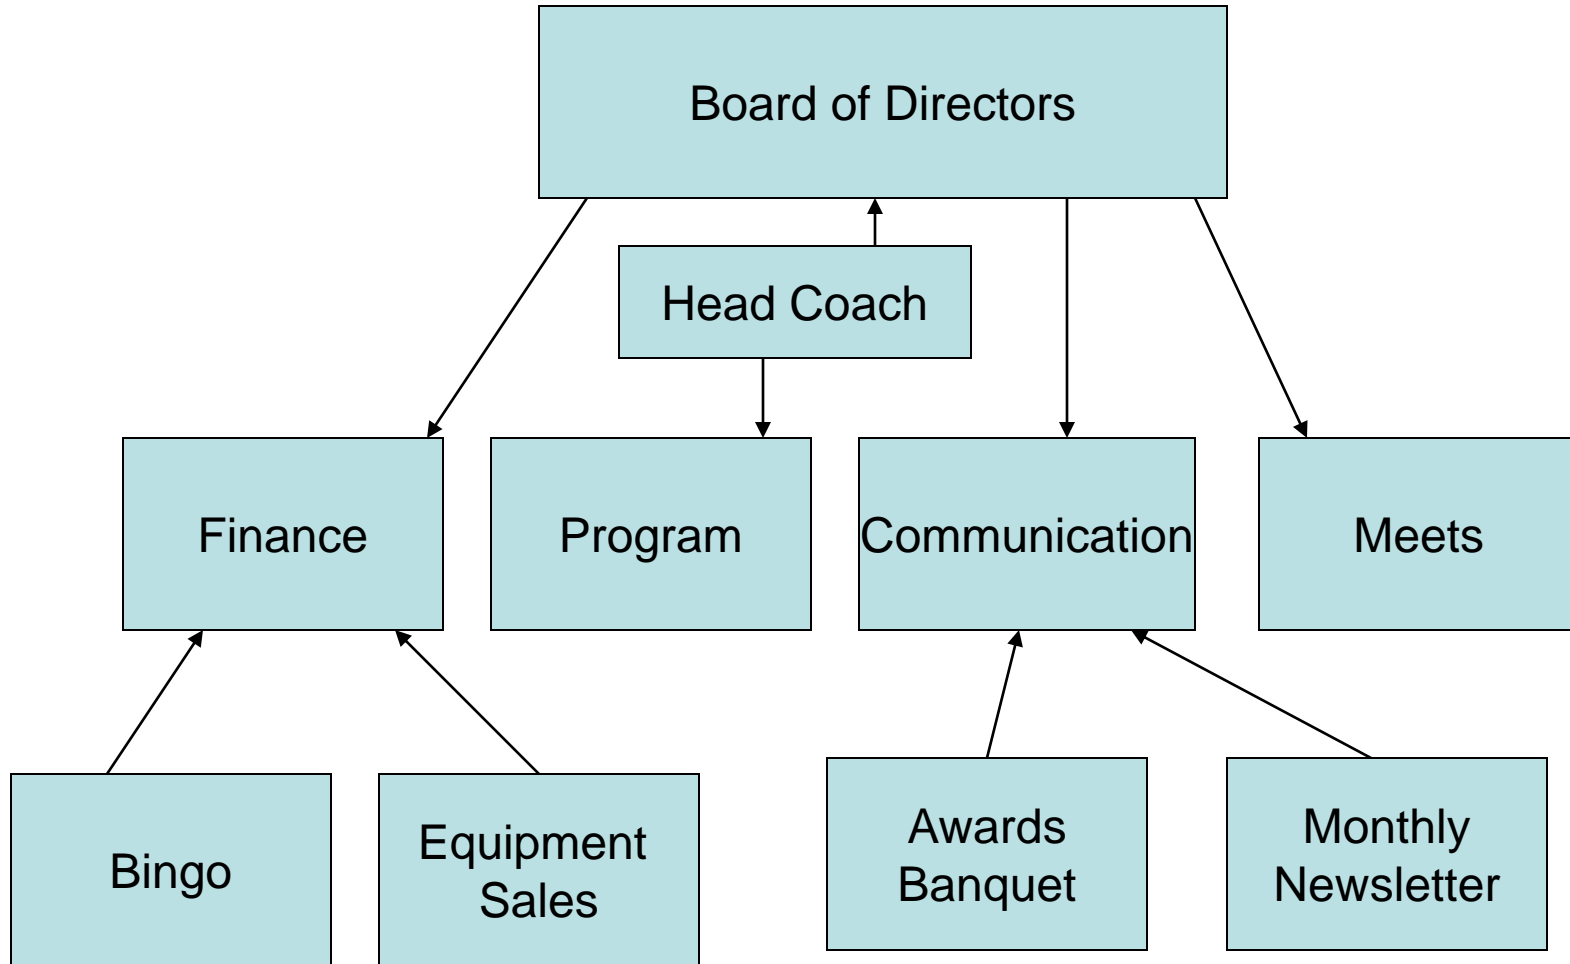 Board of Directors
Head Coach
Finance
Program
Communication
Meets
Bingo
Equipment
Sales
Awards
Banquet
Monthly
Newsletter